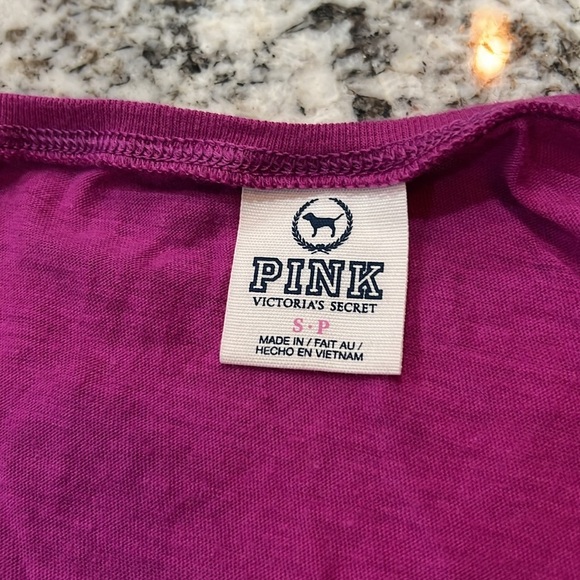 PINK
VICTORIA'S SECRET
S • P
MADE IN / FAIT AU /
HECHO EN VIETNAM